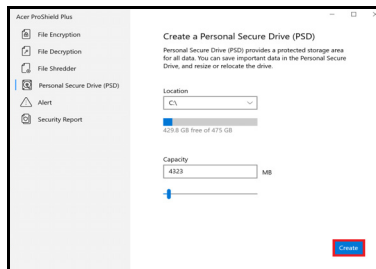 Acer ProShield Plus
File Encryption
File Decryption
File Shredder
Personal Secure Drive (PSD)
Alert
Security Report
Create a Personal Secure Drive (PSD)
Personal Secure Drive (PSD) provides a protected storage area
for all data. You can save important data in the Personal Secure
Drive, and resize or relocate the drive.
Location
C:\
429.8 GB free of 475 GB
Capacity
4323 MB
Create